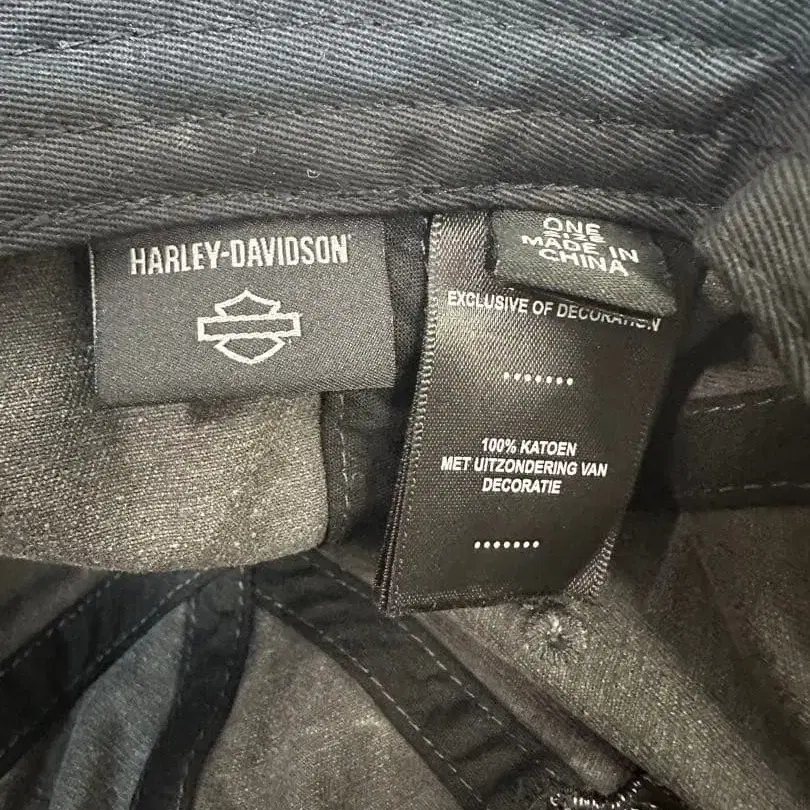 HARLEY-DAVIDSON
ONE
SIZE
MADE IN
CHINA
EXCLUSIVE OF DECORATION
100% KATOEN
MET UITZONDERING VAN
DECORATIE